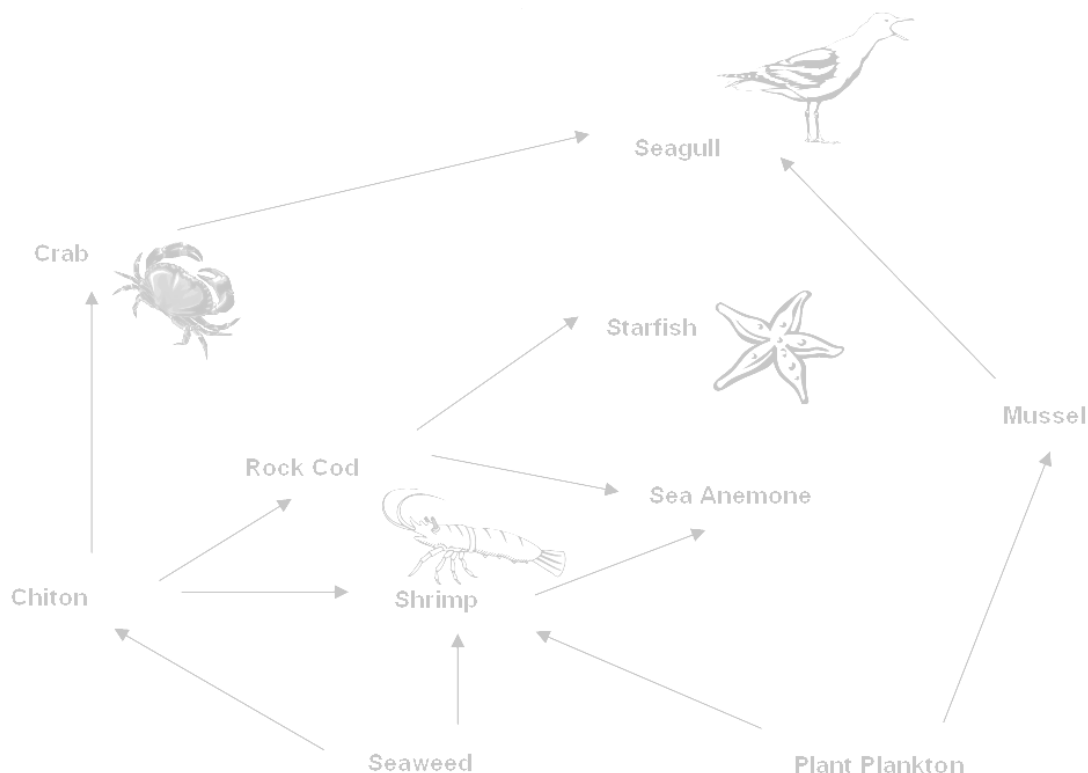 Seagull
Crab
Starfish
Mussel
Rock Cod
Sea Anemone
Chiton
Shrimp
Seaweed
Plant Plankton